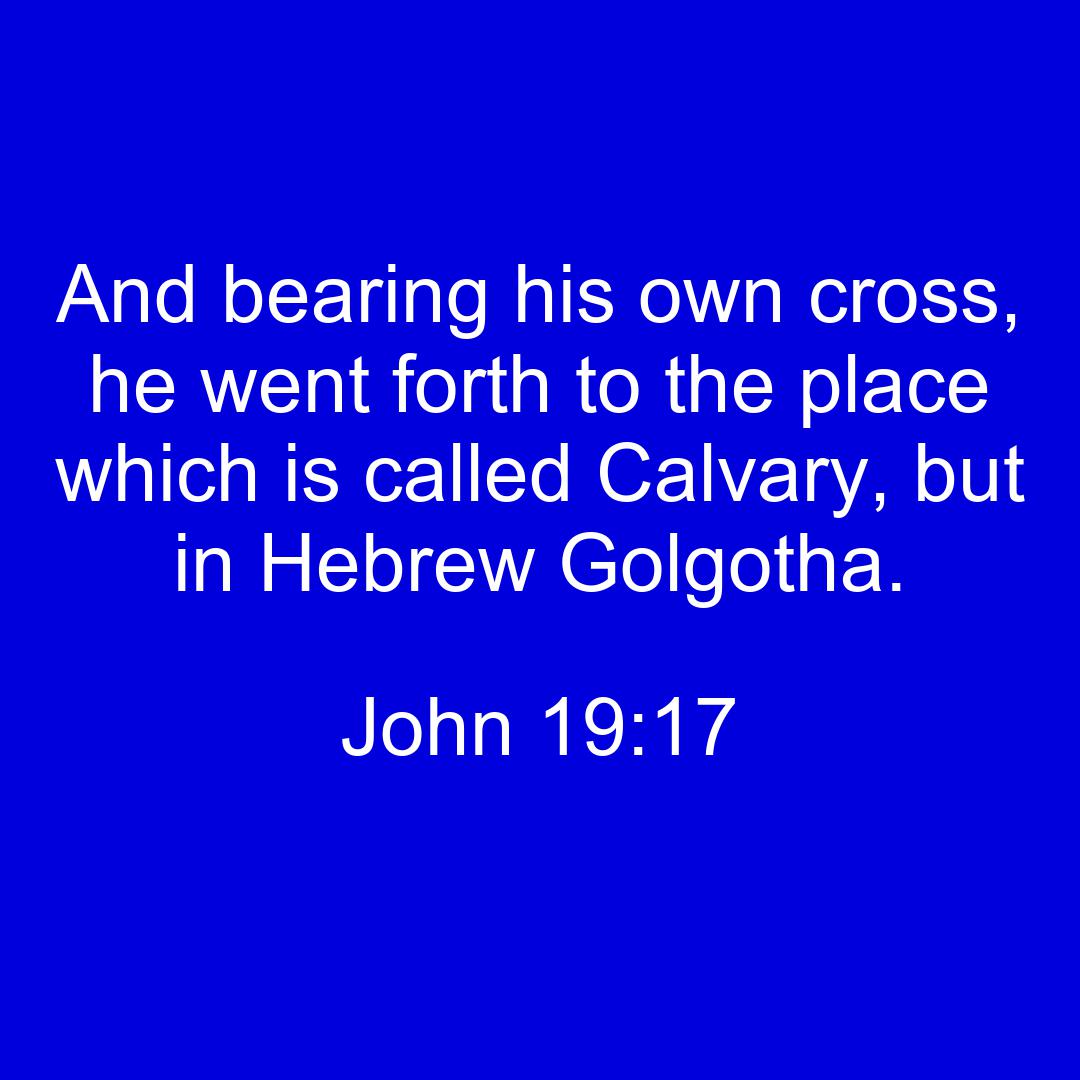 And bearing his own cross,
he went forth to the place
which is called Calvary, but
in Hebrew Golgotha.
John 19:17